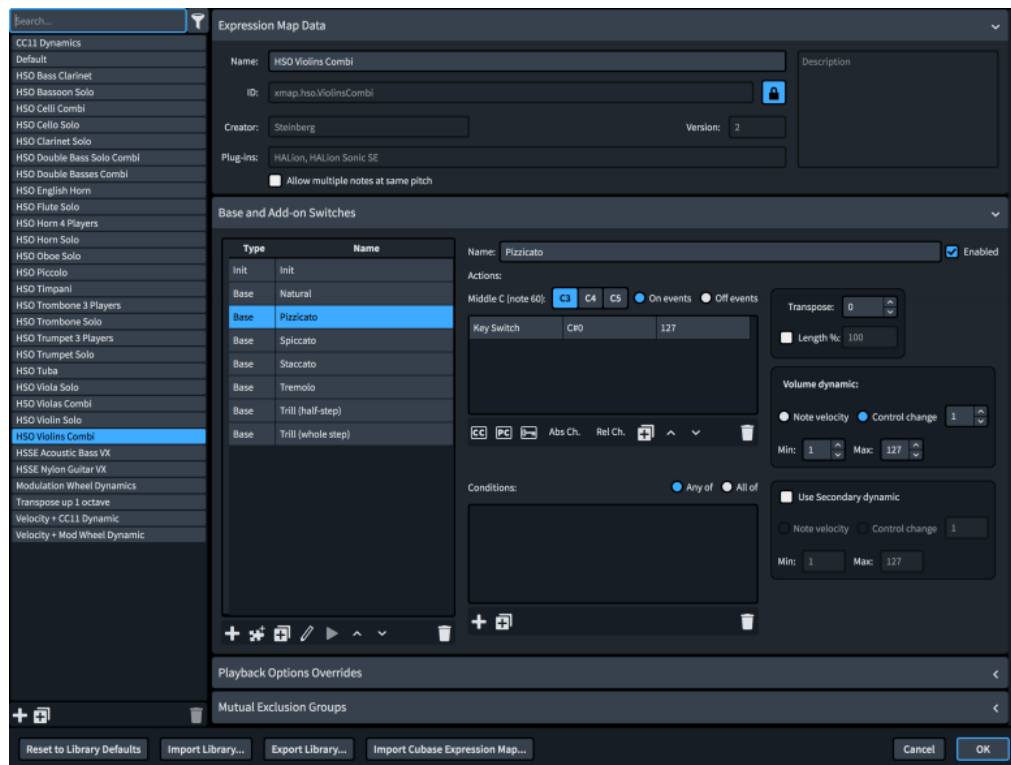 Search...
CC11 Dynamics
Default
HSO Bass Clarinet
HSO Bassoon Solo
HSO Celli Combi
HSO Cello Solo
HSO Clarinet Solo
HSO Double Bass Solo Combi
HSO Double Basses Combi
HSO English Horn
HSO Flute Solo
HSO Horn 4 Players
HSO Horn Solo
HSO Oboe Solo
HSO Piccolo
HSO Timpani
HSO Trombone 3 Players
HSO Trombone Solo
HSO Trumpet 3 Players
HSO Trumpet Solo
HSO Tuba
HSO Viola Solo
HSO Violas Combi
HSO Violin Solo
HSO Violins Combi
HSSE Acoustic Bass VX
HSSE Nylon Guitar VX
Modulation Wheel Dynamics
Transpose up 1 octave
Velocity + CC11 Dynamic
Velocity + Mod Wheel Dynamic
Expression Map Data
Name: HSO Violins Combi
Description
ID: xmap.hso.ViolinsCombi
Creator: Steinberg Version: 2
Plug-ins: HALion, HALion Sonic SE
Allow multiple notes at same pitch
Base and Add-on Switches
Type Name
Init Init
Base Natural
Base Pizzicato
Base Spiccato
Base Staccato
Base Tremolo
Base Trill (half-step)
Base Trill (whole step)
Name: Pizzicato Enabled
Actions:
Middle C (note 60): C3 C4 C5 On events Off events
Key Switch C#0 127
CC PC Abs Ch. Rel Ch.
Conditions: Any of All of
Transpose: 0
Length %: 100
Volume dynamic:
Note velocity Control change 1
Min: 1 Max: 127
Use Secondary dynamic
Note velocity Control change 1
Min: 1 Max: 127
Playback Options Overrides
Mutual Exclusion Groups
Reset to Library Defaults Import Library... Export Library... Import Cubase Expression Map... Cancel OK